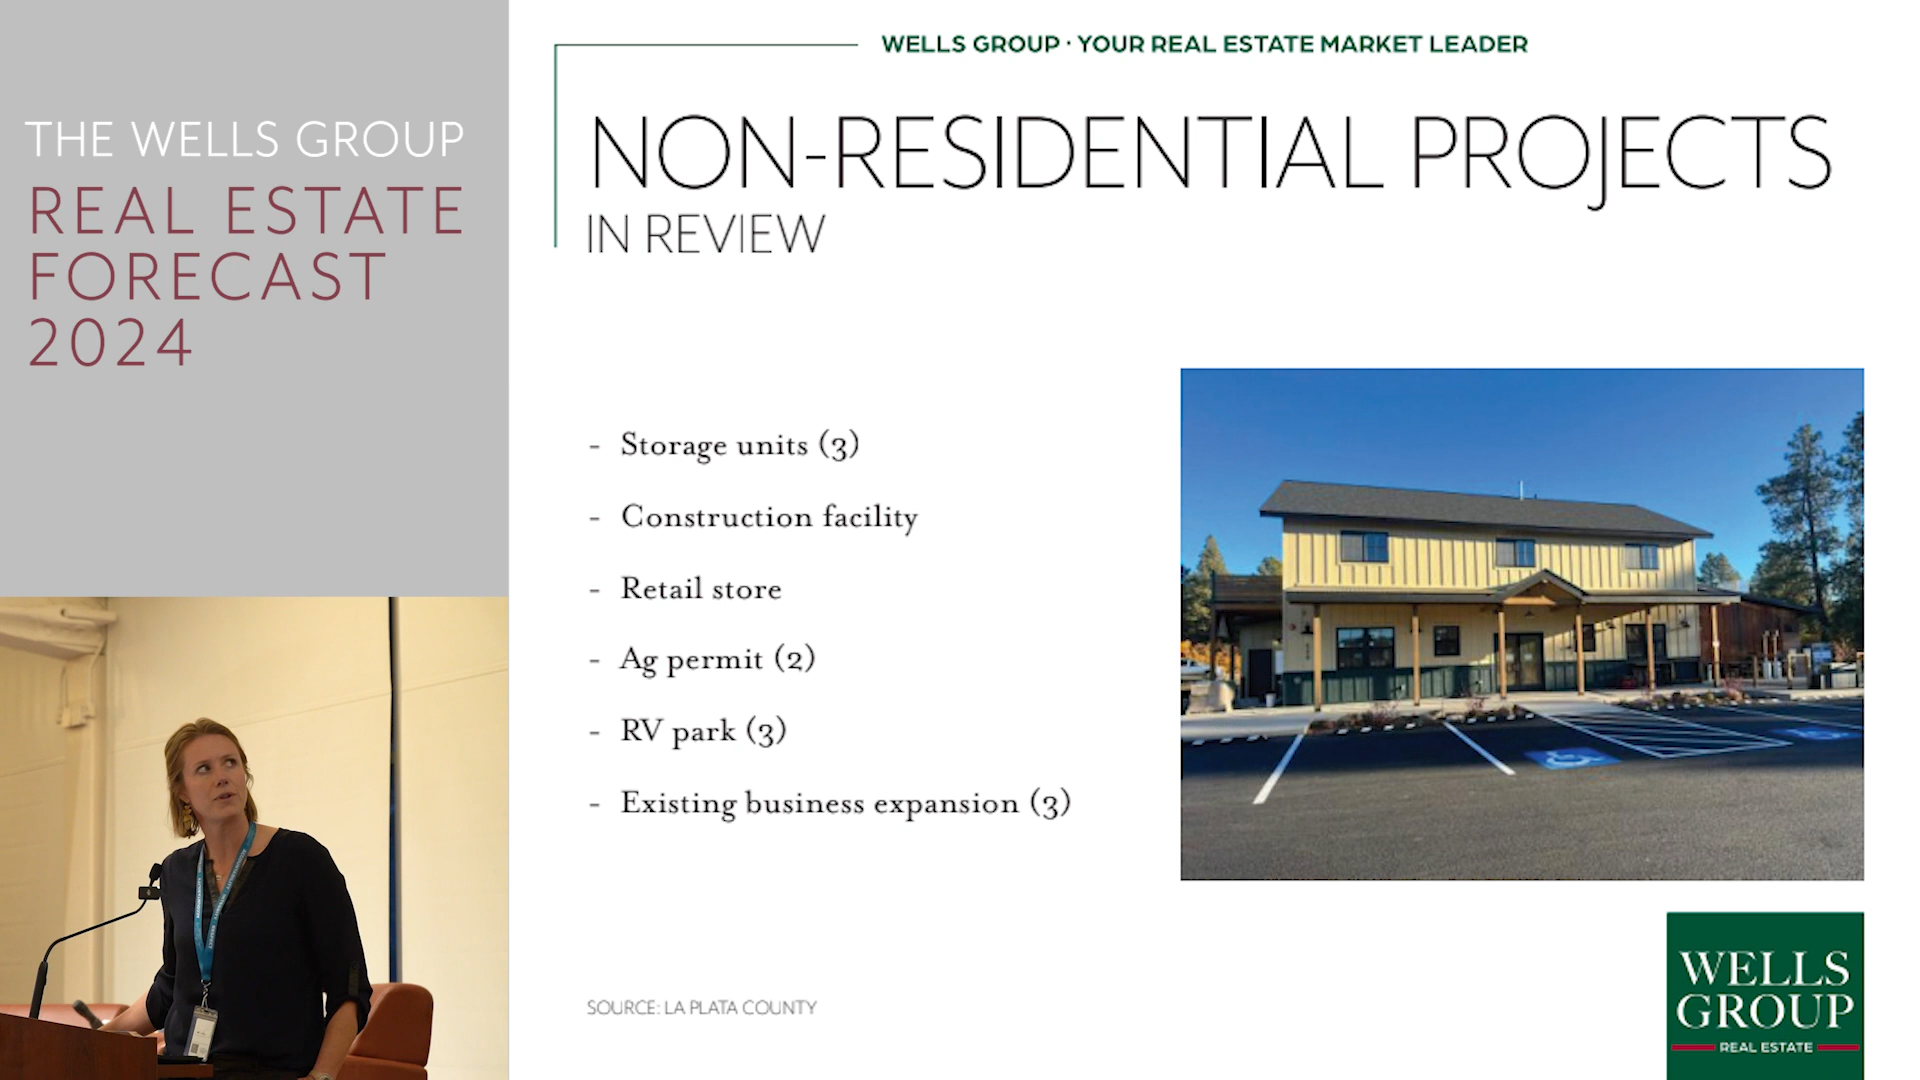 THE WELLS GROUP
REAL ESTATE
FORECAST
2024
WELLS GROUP · YOUR REAL ESTATE MARKET LEADER
NON-RESIDENTIAL PROJECTS
IN REVIEW
- Storage units (3)
- Construction facility
- Retail store
- Ag permit (2)
- RV park (3)
- Existing business expansion (3)
SOURCE: LA PLATA COUNTY
WELLS
GROUP
REAL ESTATE